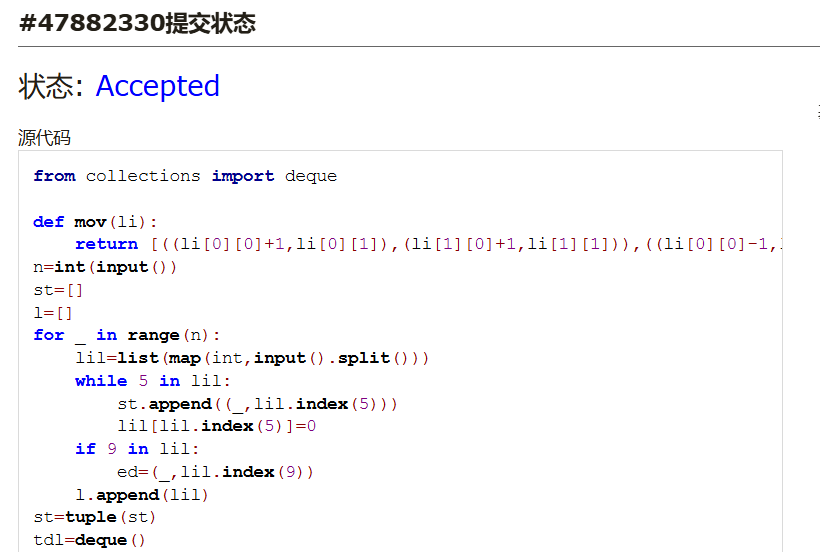 #47882330提交状态
状态: Accepted
源代码
from collections import deque
def mov(li):
    return [((li[0][0]+1,li[0][1]),(li[1][0]+1,li[1][1])),((li[0][0]-1,
n=int(input())
st=[]
l=[]
for _ in range(n):
    lil=list(map(int,input().split()))
    while 5 in lil:
        st.append((_,lil.index(5)))
        lil[lil.index(5)]=0
    if 9 in lil:
        ed=(_,lil.index(9))
    l.append(lil)
st=tuple(st)
tdl=deque()